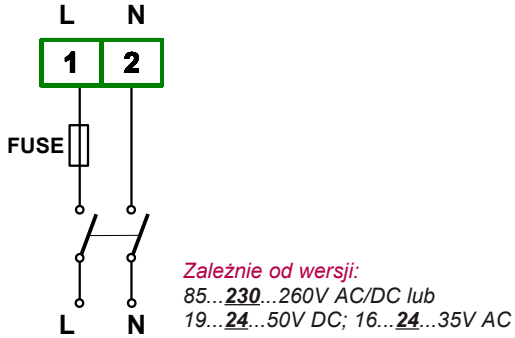 L N
1 2
FUSE
Zależnie od wersji:
85...230...260V AC/DC lub
19...24...50V DC; 16...24...35V AC
L N